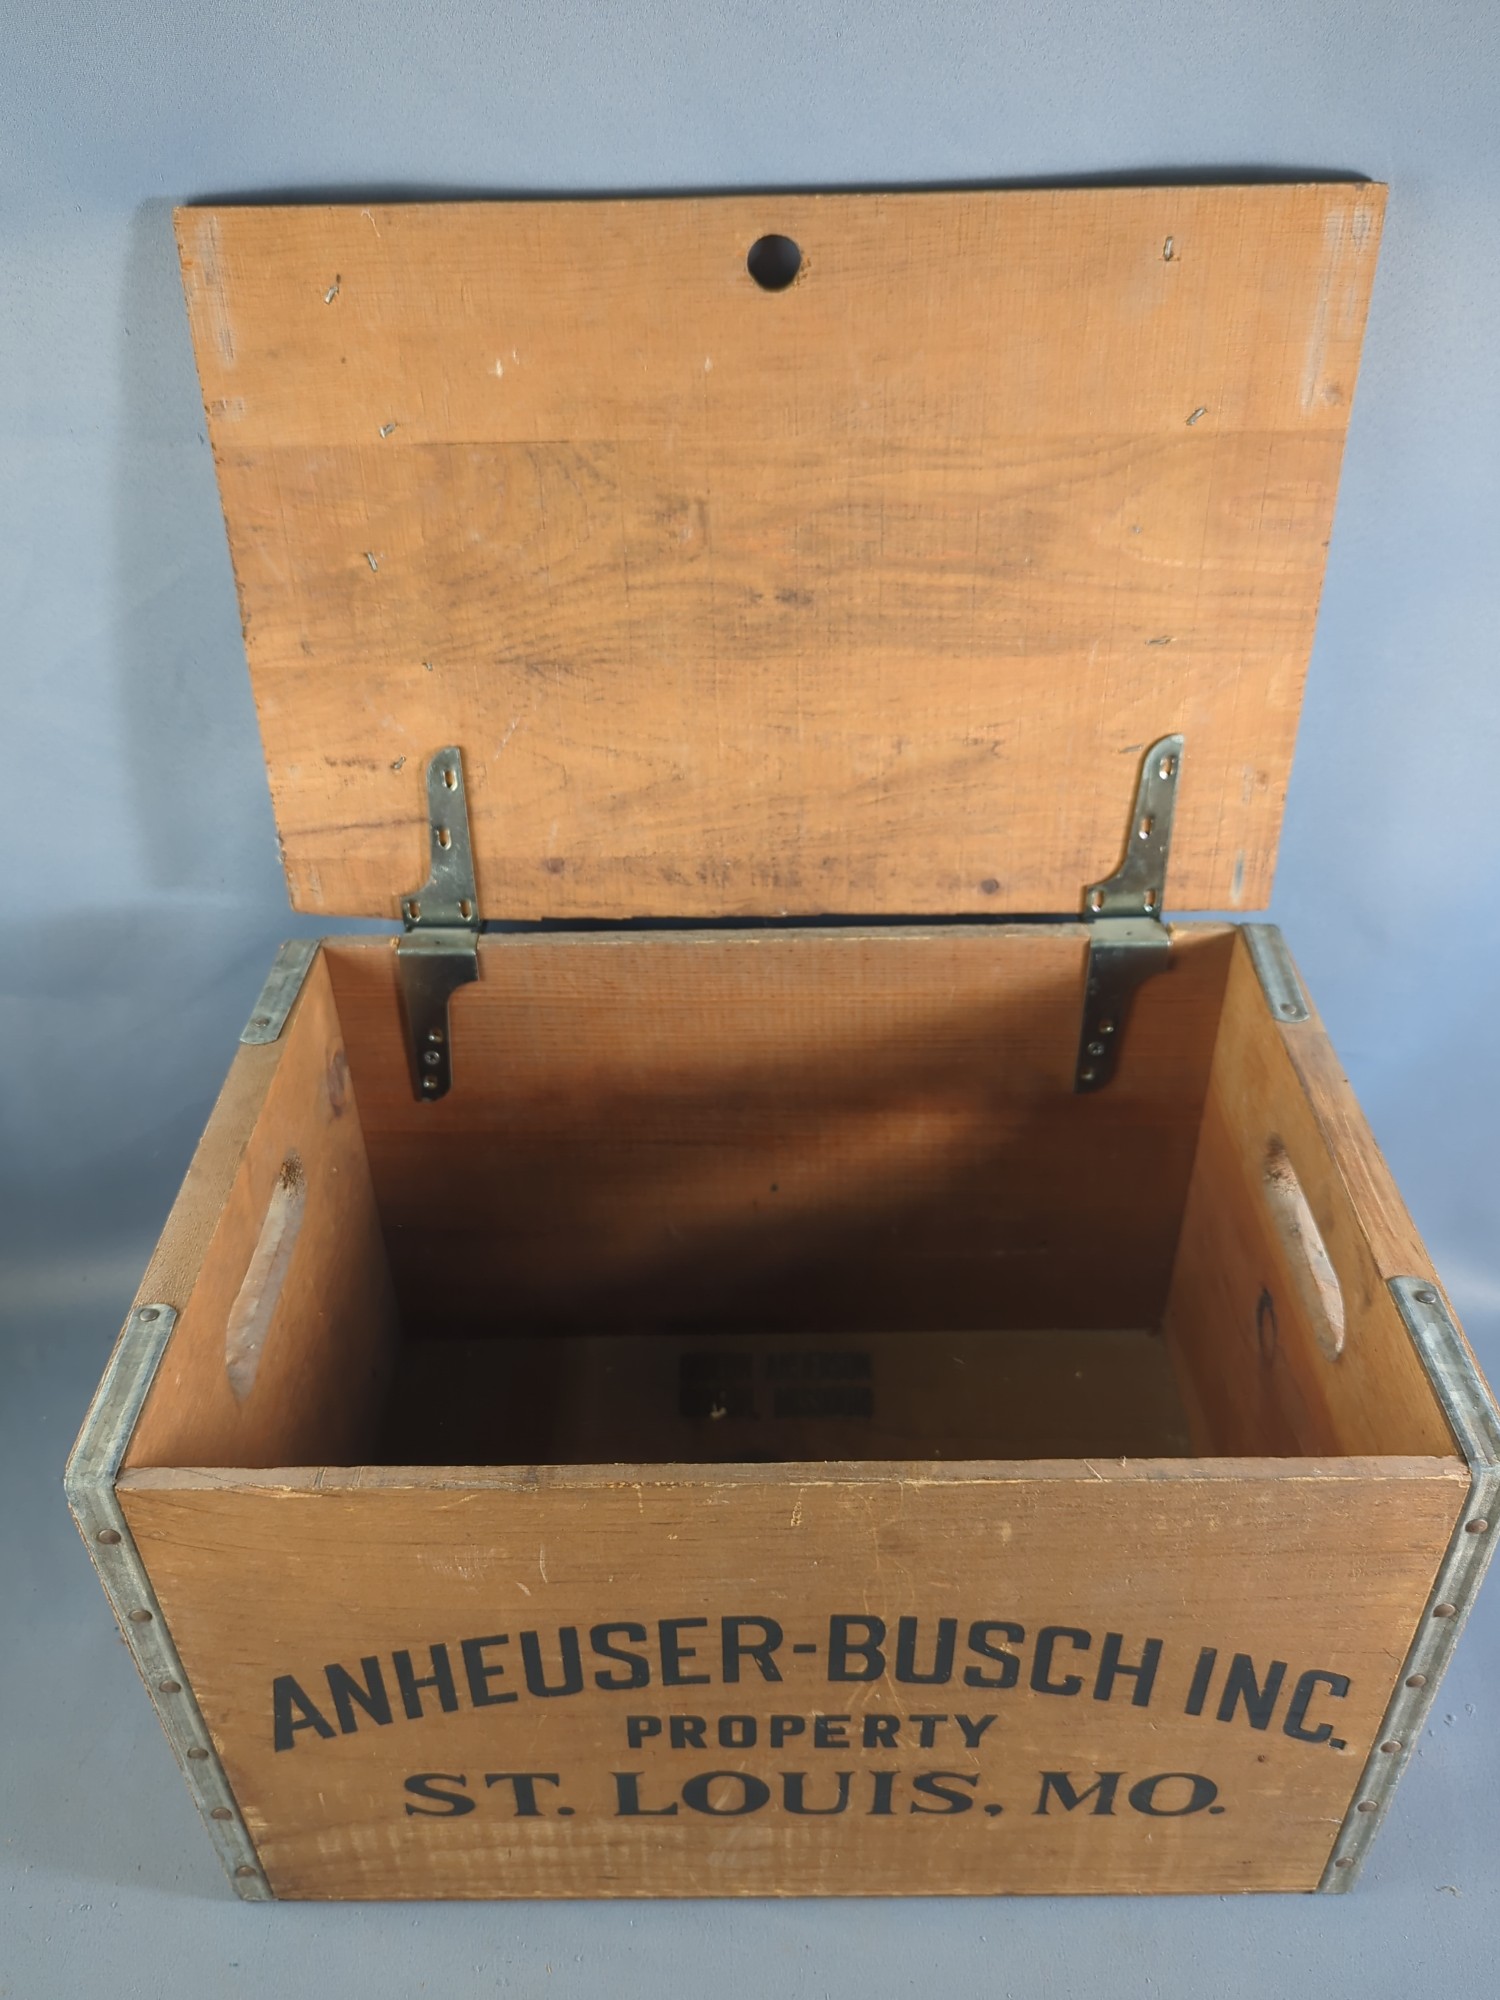 ANHEUSER-BUSCH INC.
PROPERTY
ST. LOUIS, MO.